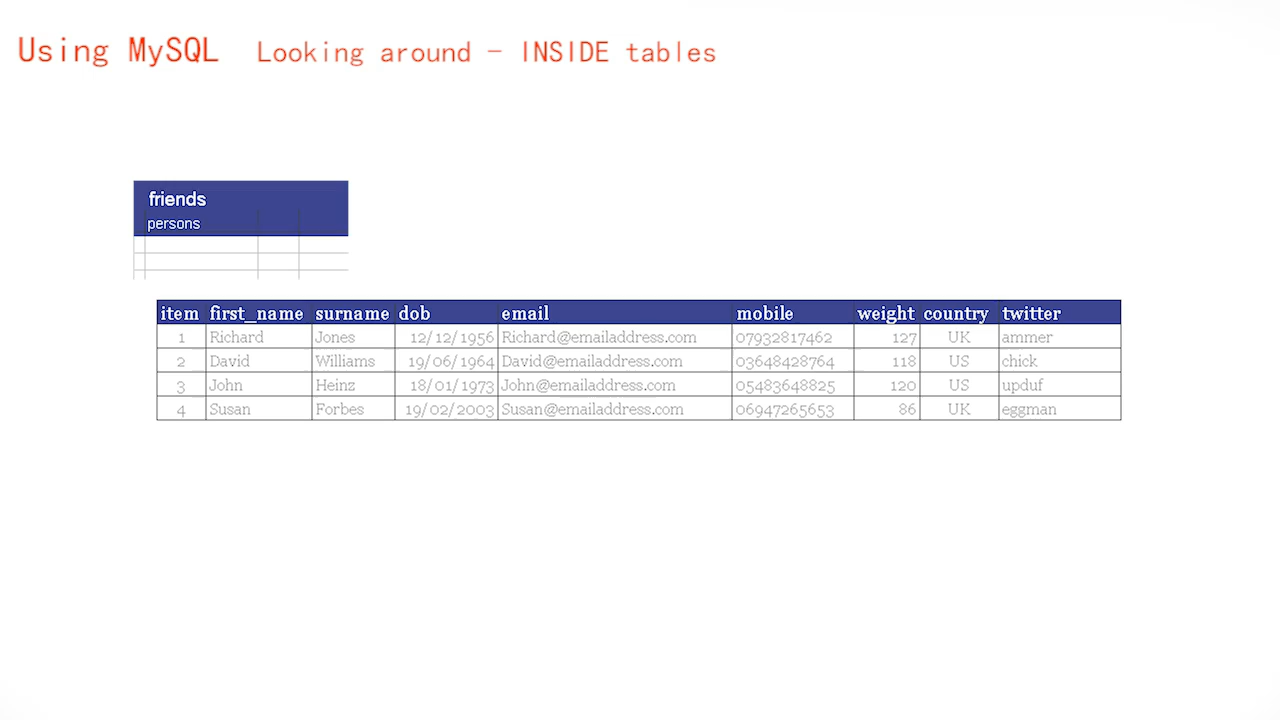 Using MySQL Looking around - INSIDE tables
friends
persons
item first_name surname dob email mobile weight country twitter
1 Richard Jones 12/12/1956 Richard@emailaddress.com 07932817462 127 UK ammer
2 David Williams 19/06/1964 David@emailaddress.com 03648428764 118 US chick
3 John Heinz 18/01/1973 John@emailaddress.com 05483648825 120 US upduf
4 Susan Forbes 19/02/2003 Susan@emailaddress.com 06947265653 86 UK eggman